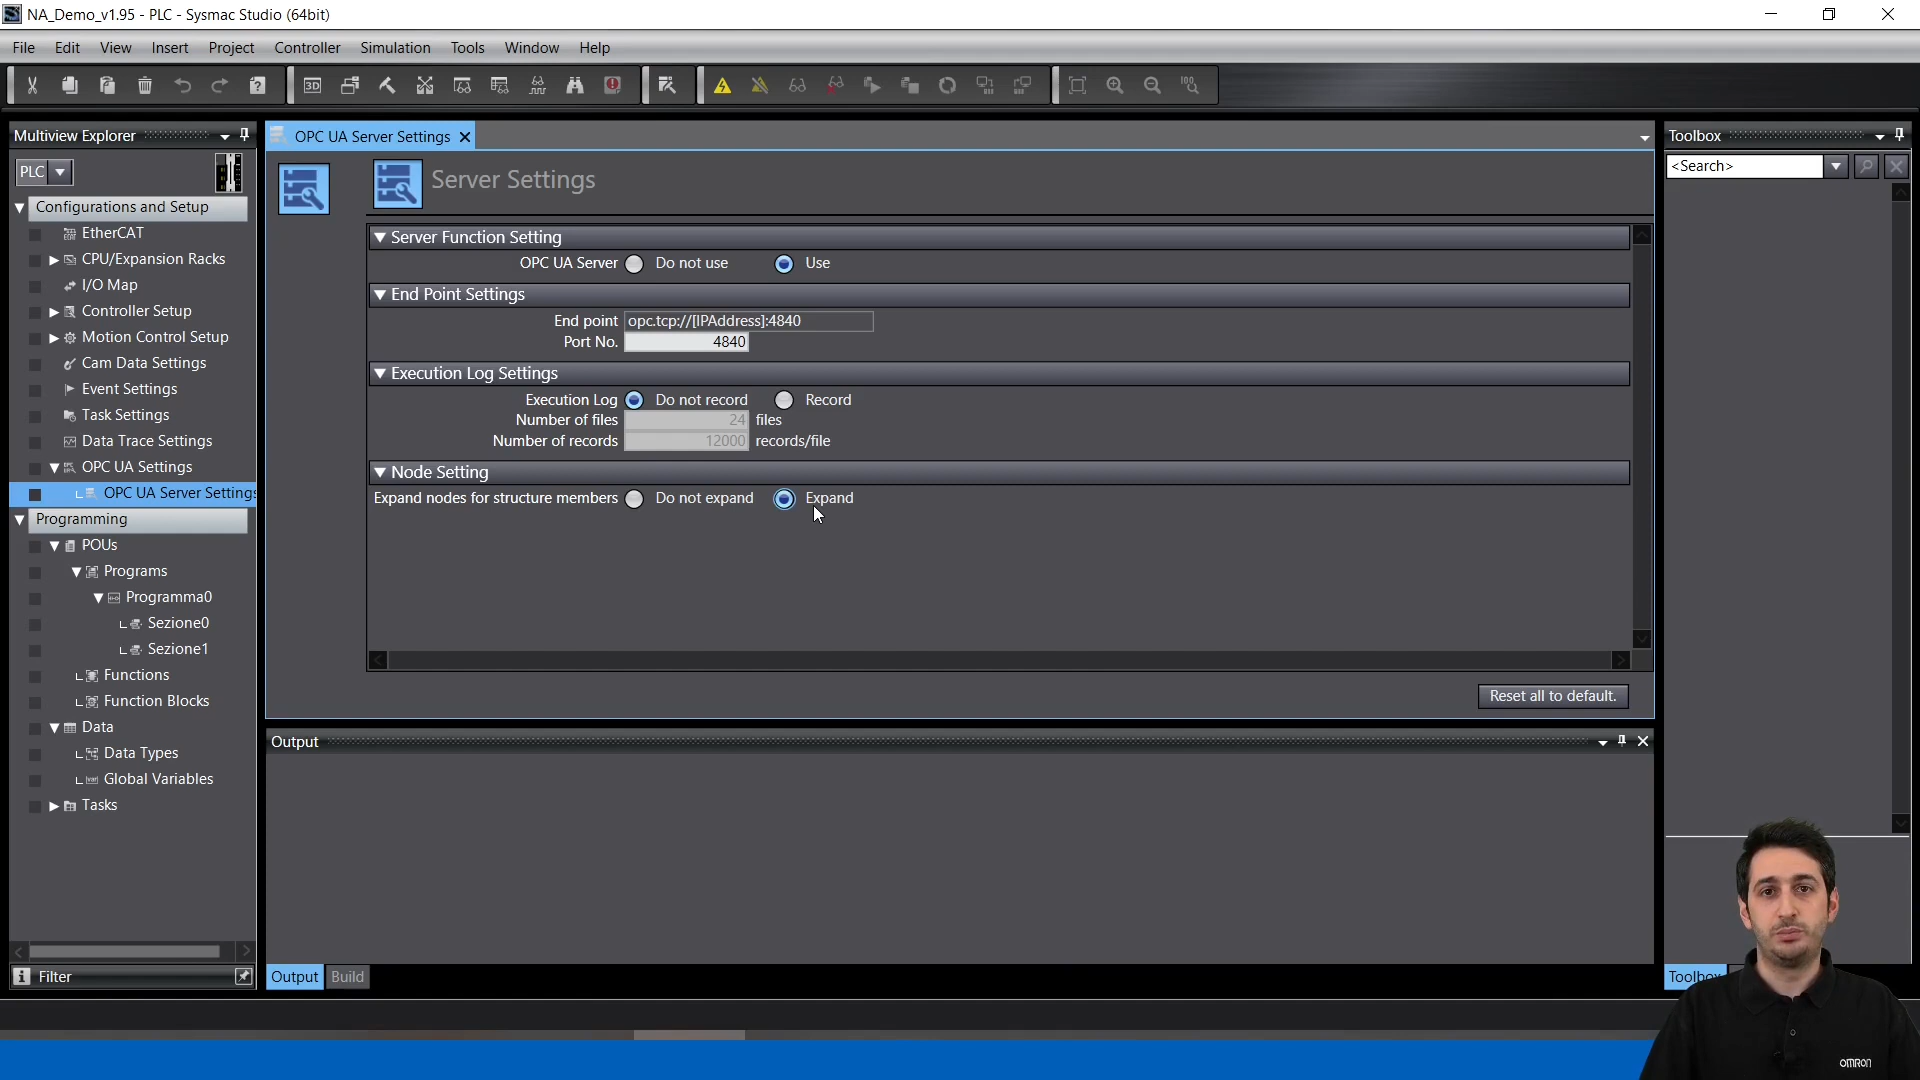 NA_Demo_v1.95 - PLC - Sysmac Studio (64bit)
File Edit View Insert Project Controller Simulation Tools Window Help
3D
100%
Multiview Explorer
PLC
Configurations and Setup
EtherCAT
CPU/Expansion Racks
I/O Map
Controller Setup
Motion Control Setup
Cam Data Settings
Event Settings
Task Settings
Data Trace Settings
OPC UA Settings
OPC UA Server Settings
Programming
POUs
Programs
Programma0
Sezione0
Sezione1
Functions
Function Blocks
Data
Data Types
Global Variables
Tasks
Filter
OPC UA Server Settings
Server Settings
Server Function Setting
OPC UA Server Do not use Use
End Point Settings
End point opc.tcp://[IPAddress]:4840
Port No. 4840
Execution Log Settings
Execution Log Do not record Record
Number of files 24 files
Number of records 12000 records/file
Node Setting
Expand nodes for structure members Do not expand Expand
Reset all to default.
Output
Output Build
Toolbox
<Search>
Toolbox
OMRON